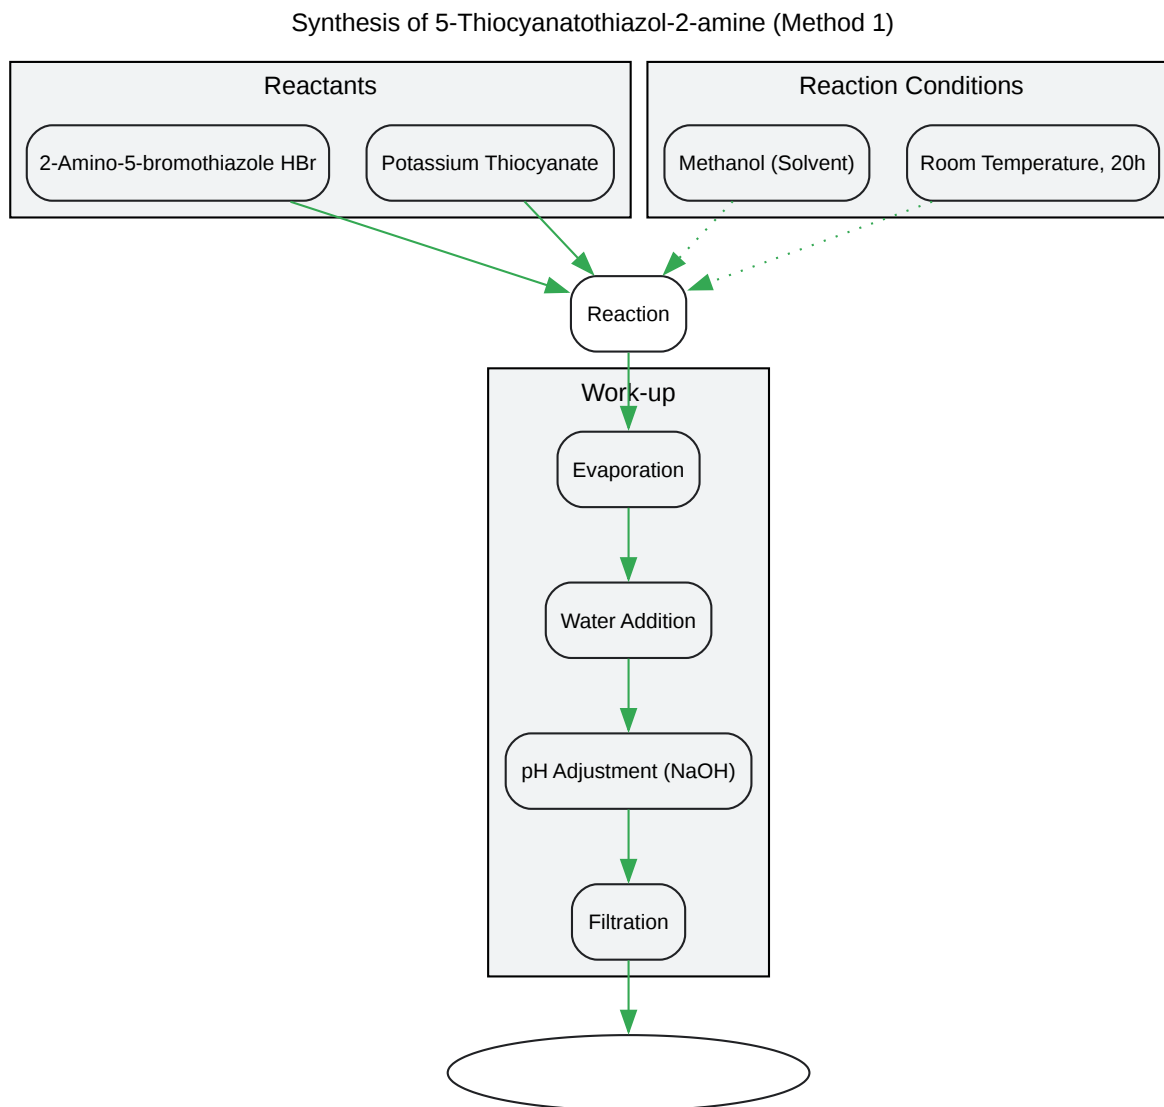 Synthesis of 5-Thiocyanatothiazol-2-amine (Method 1)
Reactants
Reaction Conditions
2-Amino-5-bromothiazole HBr
Potassium Thiocyanate
Methanol (Solvent)
Room Temperature, 20h
Reaction
Work-up
Evaporation
Water Addition
pH Adjustment (NaOH)
Filtration